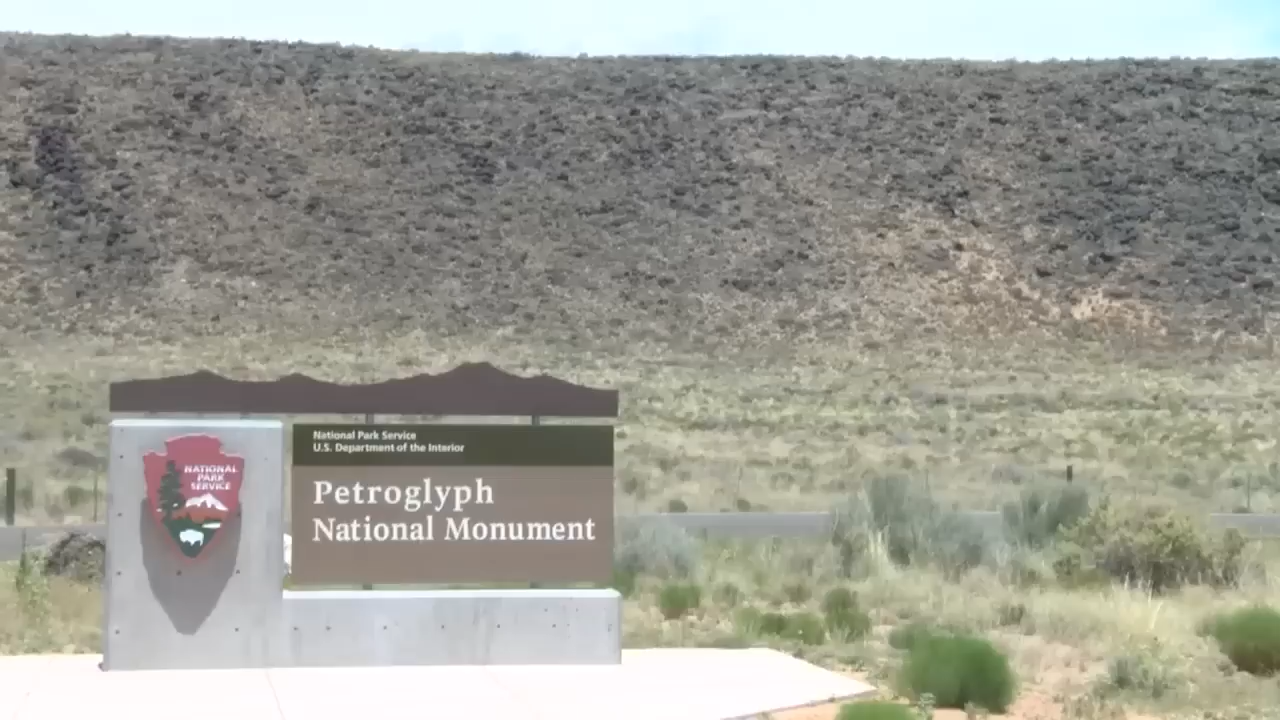 NATIONAL
PARK
SERVICE
National Park Service
U.S. Department of the Interior
Petroglyph
National Monument